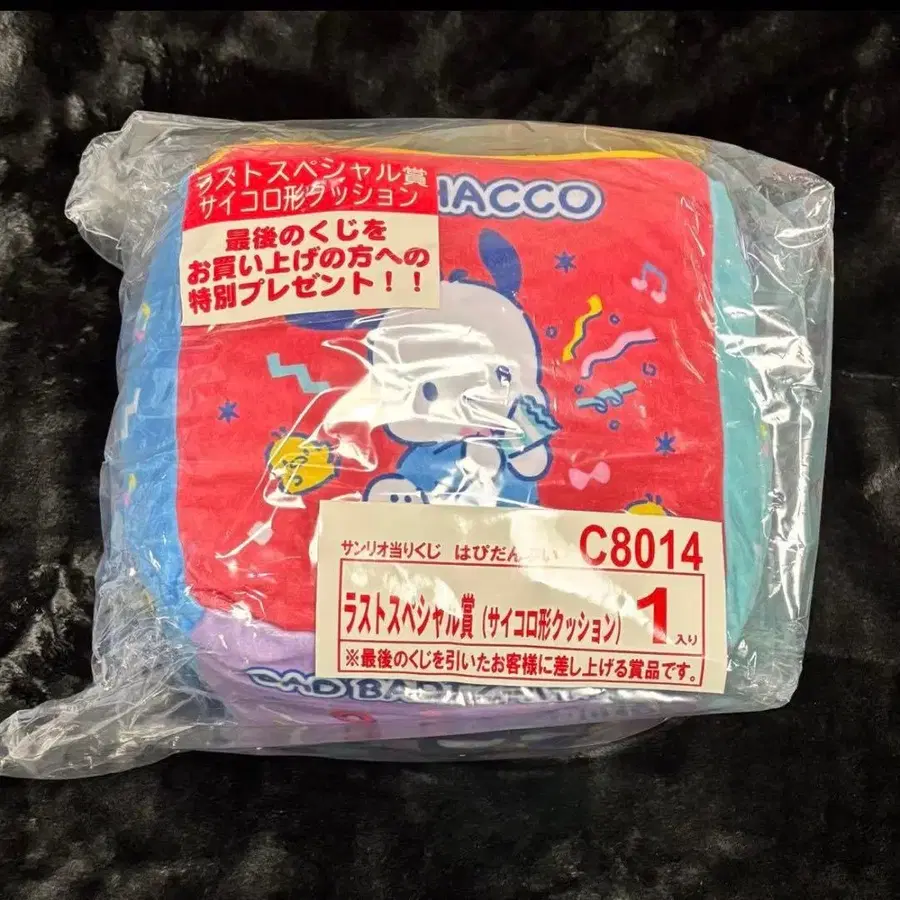 ラストスペシャル賞
サイコロ形クッション
最後のくじを
お買い上げの方への
特別プレゼント！！
HACCO
サンリオ当りくじ はぴだんぶい C8014
ラストスペシャル賞（サイコロ形クッション） 1入り
※最後のくじを引いたお客様に差し上げる賞品です。
BAD BA